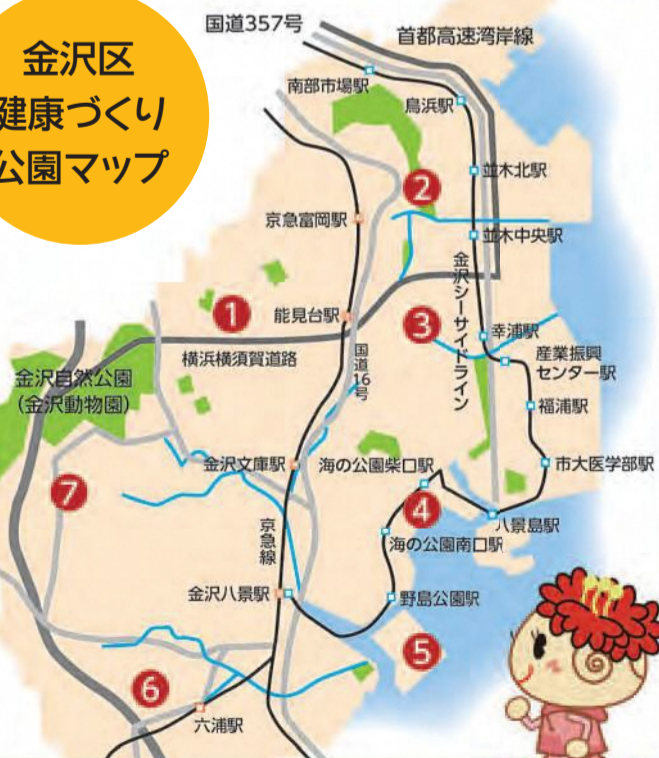 金沢区
健康づくり
公園マップ
国道357号
首都高速湾岸線
南部市場駅
鳥浜駅
並木北駅
2
京急富岡駅
並木中央駅
金沢シーサイドライン
1
能見台駅
3
幸浦駅
横浜横須賀道路
国道16号
産業振興
センター駅
金沢自然公園
(金沢動物園)
福浦駅
金沢文庫駅
海の公園柴口駅
市大医学部駅
7
4
八景島駅
京急線
海の公園南口駅
金沢八景駅
野島公園駅
5
6
六浦駅